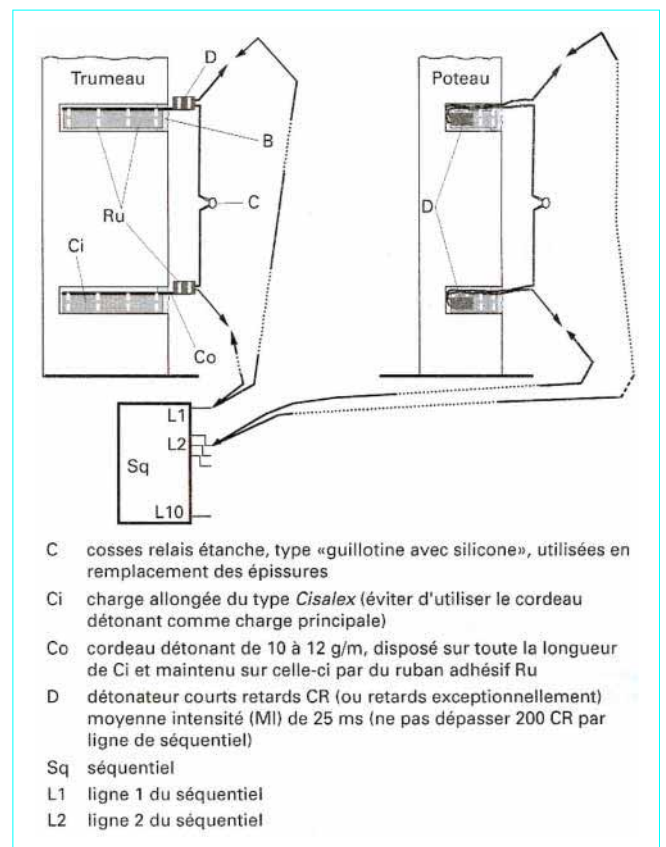 D
Trumeau
Poteau
B
Ru
C
D
Ci
Co
L1
L2
Sq
L10
C cosses relais étanche, type «guillotine avec silicone», utilisées en
remplacement des épissures
Ci charge allongée du type Cisalex (éviter d'utiliser le cordeau
détonant comme charge principale)
Co cordeau détonant de 10 à 12 g/m, disposé sur toute la longueur
de Ci et maintenu sur celle-ci par du ruban adhésif Ru
D détonateur courts retards CR (ou retards exceptionnellement)
moyenne intensité (MI) de 25 ms (ne pas dépasser 200 CR par
ligne de séquentiel)
Sq séquentiel
L1 ligne 1 du séquentiel
L2 ligne 2 du séquentiel